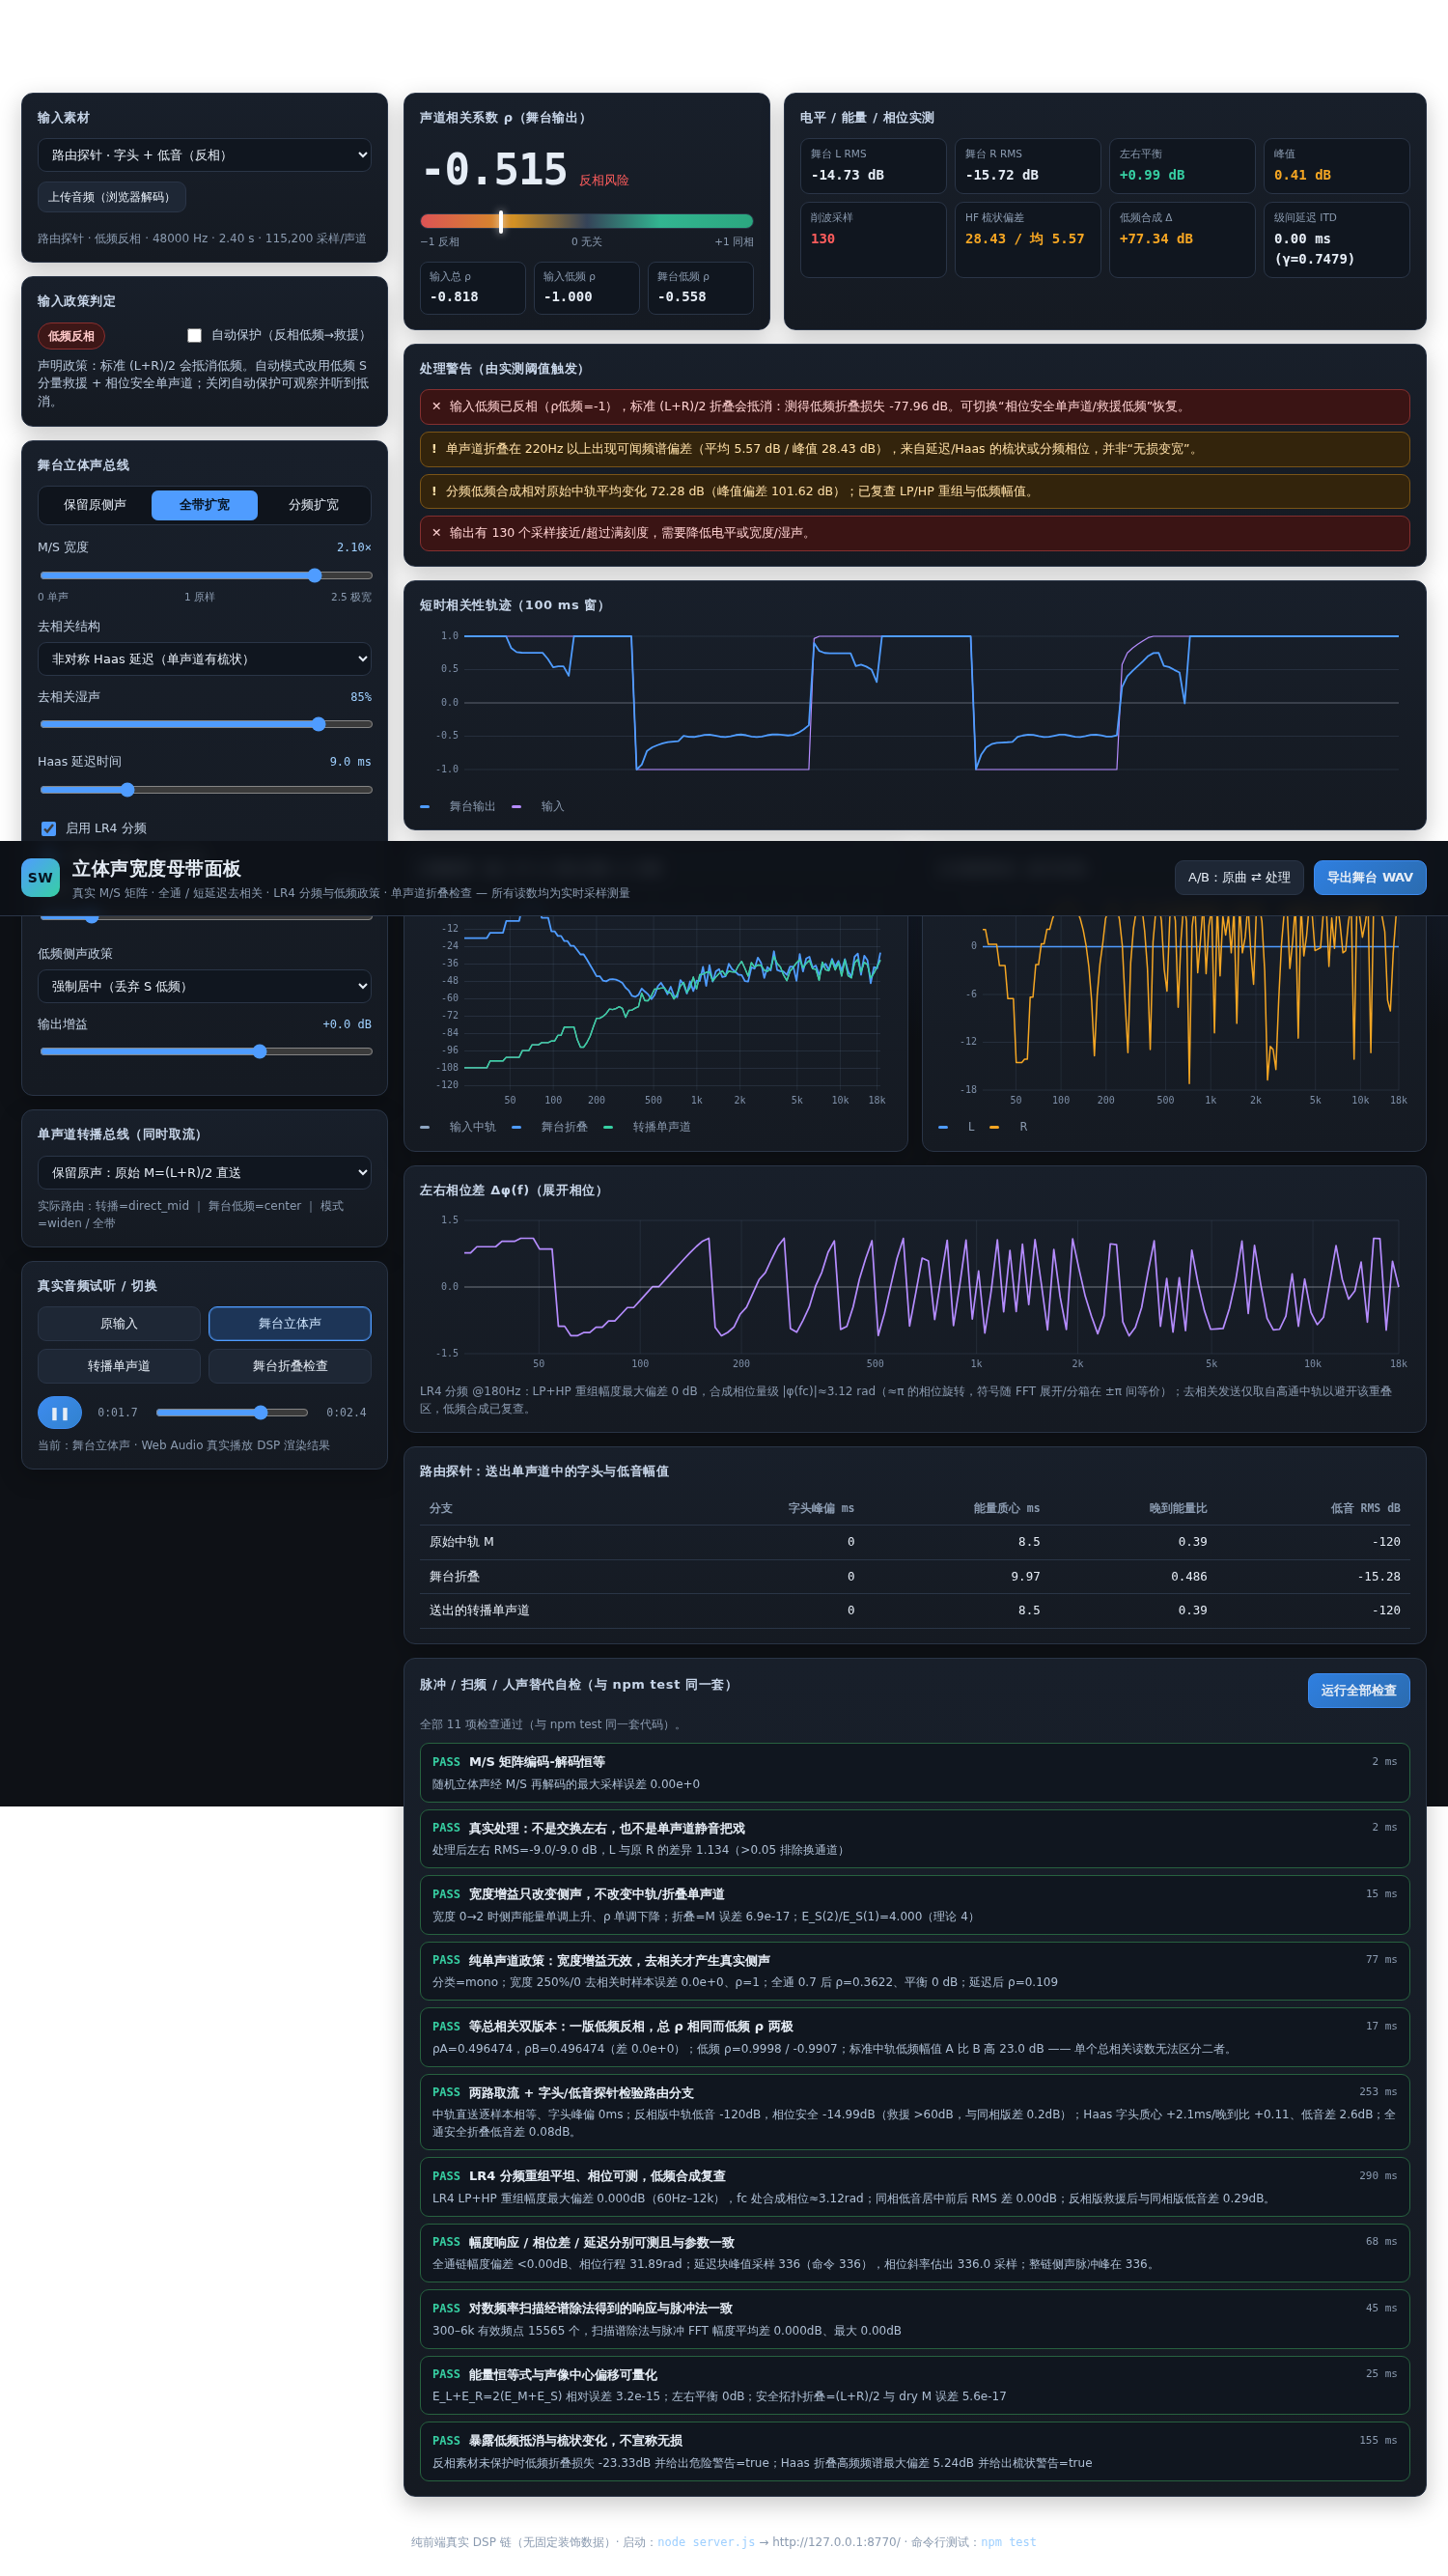 输入素材
路由探针 · 字头 + 低音（反相）
上传音频（浏览器解码）
路由探针 · 低频反相 · 48000 Hz · 2.40 s · 115,200 采样/声道
输入政策判定
低频反相
自动保护（反相低频→救援）
声明政策：标准 (L+R)/2 会抵消低频。自动模式改用低频 S
分量救援 + 相位安全单声道；关闭自动保护可观察并听到抵
消。
舞台立体声总线
保留原侧声
全带扩宽
分频扩宽
M/S 宽度
2.10×
0 单声
1 原样
2.5 极宽
去相关结构
非对称 Haas 延迟（单声道有梳状）
去相关湿声
85%
Haas 延迟时间
9.0 ms
启用 LR4 分频
声道相关系数 ρ（舞台输出）
-0.515 反相风险
−1 反相
0 无关
+1 同相
输入总 ρ
-0.818
输入低频 ρ
-1.000
舞台低频 ρ
-0.558
电平 / 能量 / 相位实测
舞台 L RMS
-14.73 dB
舞台 R RMS
-15.72 dB
左右平衡
+0.99 dB
峰值
0.41 dB
削波采样
130
HF 梳状偏差
28.43 / 均 5.57
低频合成 Δ
+77.34 dB
级间延迟 ITD
0.00 ms
(γ=0.7479)
处理警告（由实测阈值触发）
✕ 输入低频已反相（ρ低频=-1），标准 (L+R)/2 折叠会抵消：测得低频折叠损失 -77.96 dB。可切换“相位安全单声道/救援低频”恢复。
! 单声道折叠在 220Hz 以上出现可闻频谱偏差（平均 5.57 dB / 峰值 28.43 dB），来自延迟/Haas 的梳状或分频相位，并非“无损变宽”。
! 分频低频合成相对原始中轨平均变化 72.28 dB（峰值偏差 101.62 dB）；已复查 LP/HP 重组与低频幅值。
✕ 输出有 130 个采样接近/超过满刻度，需要降低电平或宽度/湿声。
短时相关性轨迹（100 ms 窗）
1.0
0.5
0.0
-0.5
-1.0
舞台输出
输入
SW
立体声宽度母带面板
真实 M/S 矩阵 · 全通 / 短延迟去相关 · LR4 分频与低频政策 · 单声道折叠检查 — 所有读数均为实时采样测量
A/B：原曲 ⇄ 处理
导出舞台 WAV
低频侧声政策
强制居中（丢弃 S 低频）
输出增益
+0.0 dB
单声道转播总线（同时取流）
保留原声：原始 M=(L+R)/2 直送
实际路由：转播=direct_mid ｜ 舞台低频=center ｜ 模式
=widen / 全带
真实音频试听 / 切换
原输入
舞台立体声
转播单声道
舞台折叠检查
0:01.7
0:02.4
当前：舞台立体声 · Web Audio 真实播放 DSP 渲染结果
-12
-24
-36
-48
-60
-72
-84
-96
-108
-120
50 100 200 500 1k 2k 5k 10k 18k
输入中轨
舞台折叠
转播单声道
0
-6
-12
-18
50 100 200 500 1k 2k 5k 10k 18k
L
R
左右相位差 Δφ(f)（展开相位）
1.5
0.0
-1.5
50 100 200 500 1k 2k 5k 10k 18k
LR4 分频 @180Hz：LP+HP 重组幅度最大偏差 0 dB，合成相位量级 |φ(fc)|≈3.12 rad（≈π 的相位旋转，符号随 FFT 展开/分箱在 ±π 间等价）；去相关发送仅取自高通中轨以避开该重叠
区，低频合成已复查。
路由探针：送出单声道中的字头与低音幅值
分支 字头峰偏 ms 能量质心 ms 晚到能量比 低音 RMS dB
原始中轨 M 0 8.5 0.39 -120
舞台折叠 0 9.97 0.486 -15.28
送出的转播单声道 0 8.5 0.39 -120
脉冲 / 扫频 / 人声替代自检（与 npm test 同一套）
运行全部检查
全部 11 项检查通过（与 npm test 同一套代码）。
PASS M/S 矩阵编码-解码恒等 2 ms
随机立体声经 M/S 再解码的最大采样误差 0.00e+0
PASS 真实处理：不是交换左右，也不是单声道静音把戏 2 ms
处理后左右 RMS=-9.0/-9.0 dB，L 与原 R 的差异 1.134（>0.05 排除换通道）
PASS 宽度增益只改变侧声，不改变中轨/折叠单声道 15 ms
宽度 0→2 时侧声能量单调上升、ρ 单调下降；折叠=M 误差 6.9e-17；E_S(2)/E_S(1)=4.000（理论 4）
PASS 纯单声道政策：宽度增益无效，去相关才产生真实侧声 77 ms
分类=mono；宽度 250%/0 去相关时样本误差 0.0e+0、ρ=1；全通 0.7 后 ρ=0.3622、平衡 0 dB；延迟后 ρ=0.109
PASS 等总相关双版本：一版低频反相，总 ρ 相同而低频 ρ 两极 17 ms
ρA=0.496474，ρB=0.496474（差 0.0e+0）；低频 ρ=0.9998 / -0.9907；标准中轨低频幅值 A 比 B 高 23.0 dB —— 单个总相关读数无法区分二者。
PASS 两路取流 + 字头/低音探针检验路由分支 253 ms
中轨直送逐样本相等、字头峰偏 0ms；反相版中轨低音 -120dB，相位安全 -14.99dB（救援 >60dB，与同相版差 0.2dB）；Haas 字头质心 +2.1ms/晚到比 +0.11、低音差 2.6dB；全
通安全折叠低音差 0.08dB。
PASS LR4 分频重组平坦、相位可测，低频合成复查 290 ms
LR4 LP+HP 重组幅度最大偏差 0.000dB（60Hz–12k），fc 处合成相位≈3.12rad；同相低音居中前后 RMS 差 0.00dB；反相版救援后与同相版低音差 0.29dB。
PASS 幅度响应 / 相位差 / 延迟分别可测且与参数一致 68 ms
全通链幅度偏差 <0.00dB、相位行程 31.89rad；延迟块峰值采样 336（命令 336），相位斜率估出 336.0 采样；整链侧声脉冲峰在 336。
PASS 对数频率扫描经谱除法得到的响应与脉冲法一致 45 ms
300–6k 有效频点 15565 个，扫描谱除法与脉冲 FFT 幅度平均差 0.000dB、最大 0.00dB
PASS 能量恒等式与声像中心偏移可量化 25 ms
E_L+E_R=2(E_M+E_S) 相对误差 3.2e-15；左右平衡 0dB；安全拓扑折叠=(L+R)/2 与 dry M 误差 5.6e-17
PASS 暴露低频抵消与梳状变化，不宣称无损 155 ms
反相素材未保护时低频折叠损失 -23.33dB 并给出危险警告=true；Haas 折叠高频频谱最大偏差 5.24dB 并给出梳状警告=true
纯前端真实 DSP 链（无固定装饰数据）· 启动：node server.js → http://127.0.0.1:8770/ · 命令行测试：npm test